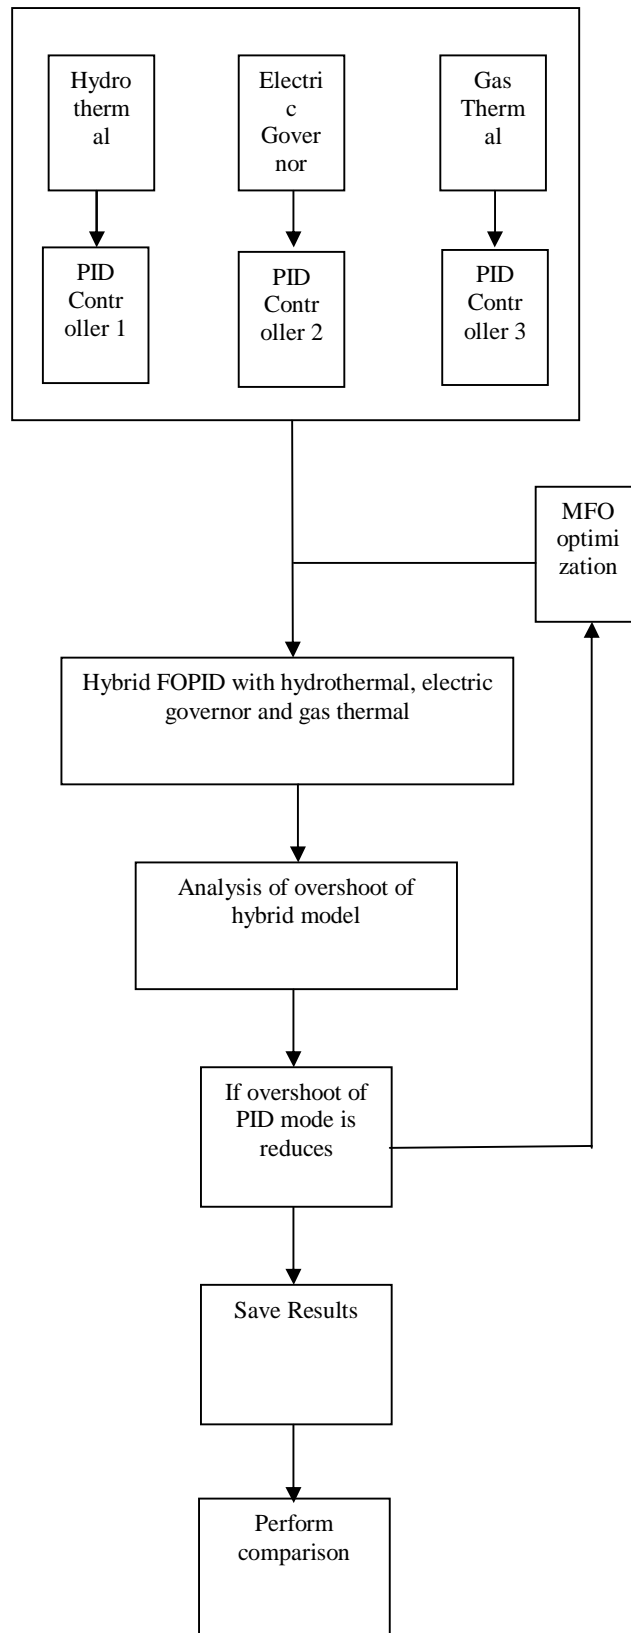 Hydro
therm
al
Electri
c
Gover
nor
Gas
Therm
al
PID
Contr
oller 1
PID
Contr
oller 2
PID
Contr
oller 3
MFO
optimi
zation
Hybrid FOPID with hydrothermal, electric
governor and gas thermal
Analysis of overshoot of
hybrid model
If overshoot of
PID mode is
reduces
Save Results
Perform
comparison